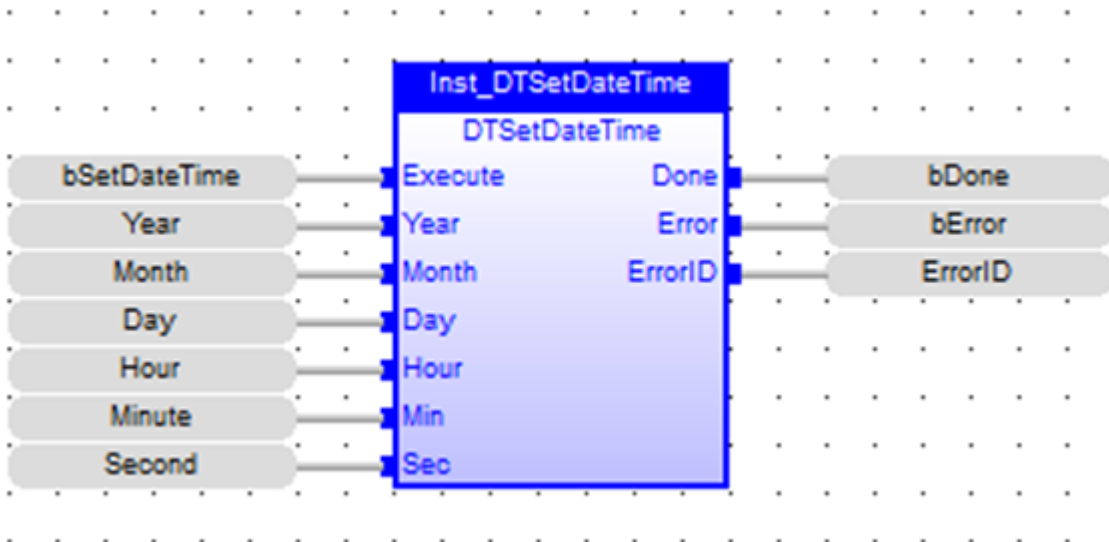 Inst_DTSetDateTime
DTSetDateTime
bSetDateTime Execute Done bDone
Year Year Error bError
Month Month ErrorID ErrorID
Day Day
Hour Hour
Minute Min
Second Sec